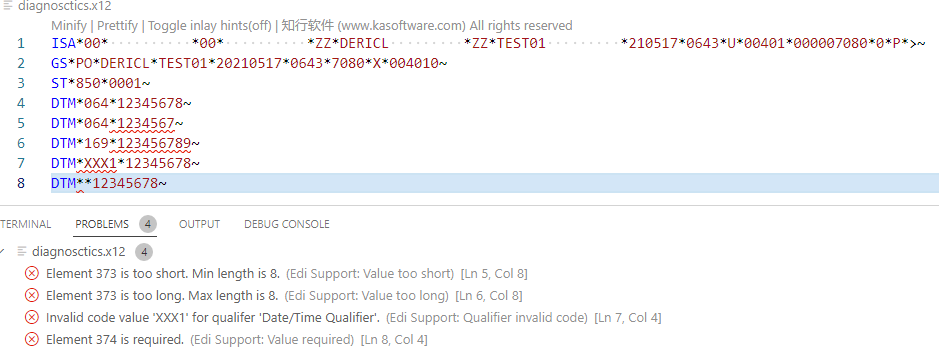 diagnosctics.x12
Minify | Prettify | Toggle inlay hints(off) | 知行软件 (www.kasoftware.com) All rights reserved
1 ISA*00*··········*00*··········*ZZ*DERICL·········*ZZ*TEST01·········*210517*0643*U*00401*000007080*0*P*>~
2 GS*PO*DERICL*TEST01*20210517*0643*7080*X*004010~
3 ST*850*0001~
4 DTM*064*12345678~
5 DTM*064*1234567~
6 DTM*169*123456789~
7 DTM*XXX1*12345678~
8 DTM**12345678~
TERMINAL PROBLEMS 4 OUTPUT DEBUG CONSOLE
diagnosctics.x12 4
Element 373 is too short. Min length is 8. (Edi Support: Value too short) [Ln 5, Col 8]
Element 373 is too long. Max length is 8. (Edi Support: Value too long) [Ln 6, Col 8]
Invalid code value 'XXX1' for qualifer 'Date/Time Qualifier'. (Edi Support: Qualifier invalid code) [Ln 7, Col 4]
Element 374 is required. (Edi Support: Value required) [Ln 8, Col 4]